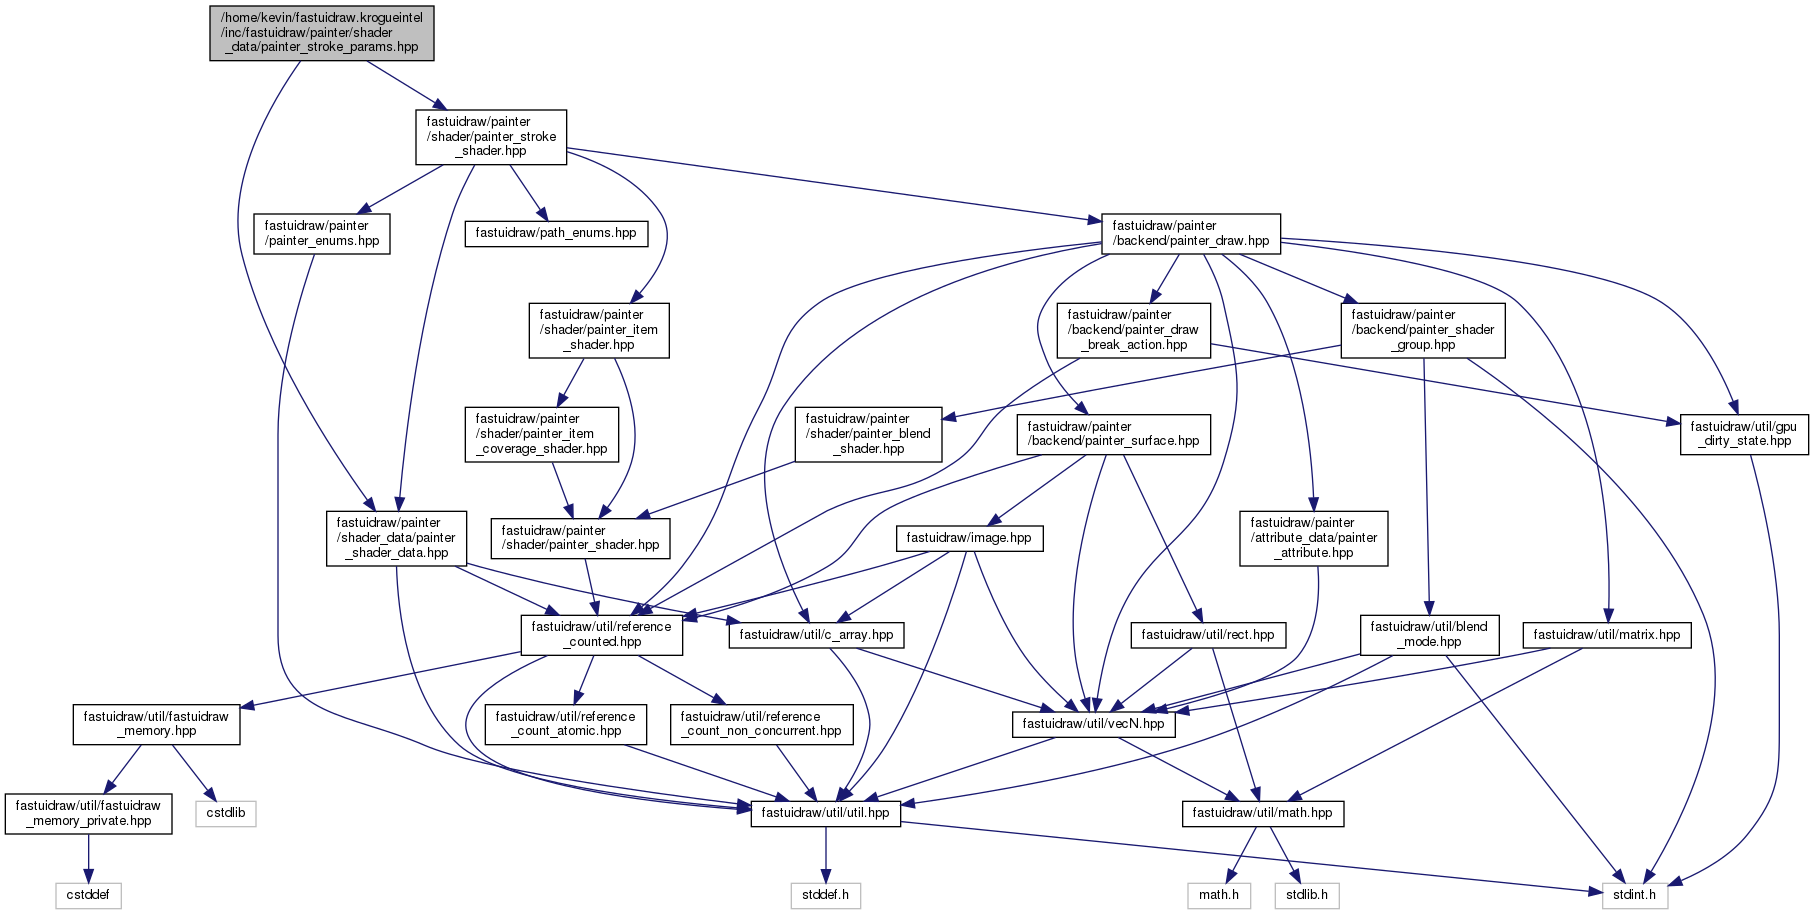 /home/kevin/fastuidraw.krogueintel
/inc/fastuidraw/painter/shader
_data/painter_stroke_params.hpp
fastuidraw/painter
/shader/painter_stroke
_shader.hpp
fastuidraw/painter
/painter_enums.hpp
fastuidraw/path_enums.hpp
fastuidraw/painter
/backend/painter_draw.hpp
fastuidraw/painter
/shader/painter_item
_shader.hpp
fastuidraw/painter
/backend/painter_draw
_break_action.hpp
fastuidraw/painter
/backend/painter_shader
_group.hpp
fastuidraw/painter
/shader/painter_item
_coverage_shader.hpp
fastuidraw/painter
/shader/painter_blend
_shader.hpp
fastuidraw/painter
/backend/painter_surface.hpp
fastuidraw/util/gpu
_dirty_state.hpp
fastuidraw/painter
/shader_data/painter
_shader_data.hpp
fastuidraw/painter
/shader/painter_shader.hpp
fastuidraw/image.hpp
fastuidraw/painter
/attribute_data/painter
_attribute.hpp
fastuidraw/util/reference
_counted.hpp
fastuidraw/util/c_array.hpp
fastuidraw/util/rect.hpp
fastuidraw/util/blend
_mode.hpp
fastuidraw/util/matrix.hpp
fastuidraw/util/fastuidraw
_memory.hpp
fastuidraw/util/reference
_count_atomic.hpp
fastuidraw/util/reference
_count_non_concurrent.hpp
fastuidraw/util/vecN.hpp
fastuidraw/util/fastuidraw
_memory_private.hpp
cstdlib
fastuidraw/util/util.hpp
fastuidraw/util/math.hpp
cstddef
stddef.h
math.h
stdlib.h
stdint.h